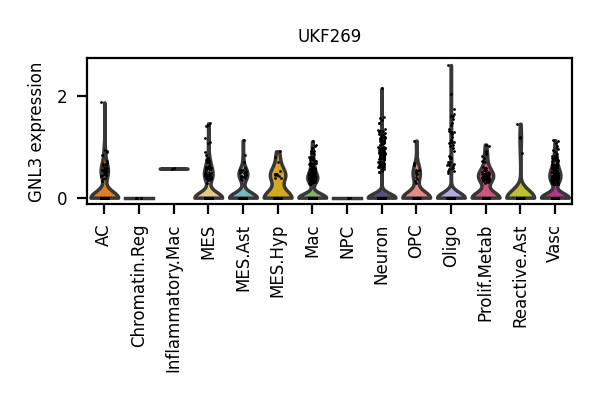 UKF269
GNL3 expression
2
0
AC
Chromatin.Reg
Inflammatory.Mac
MES
MES.Ast
MES.Hyp
Mac
NPC
Neuron
OPC
Oligo
Prolif.Metab
Reactive.Ast
Vasc